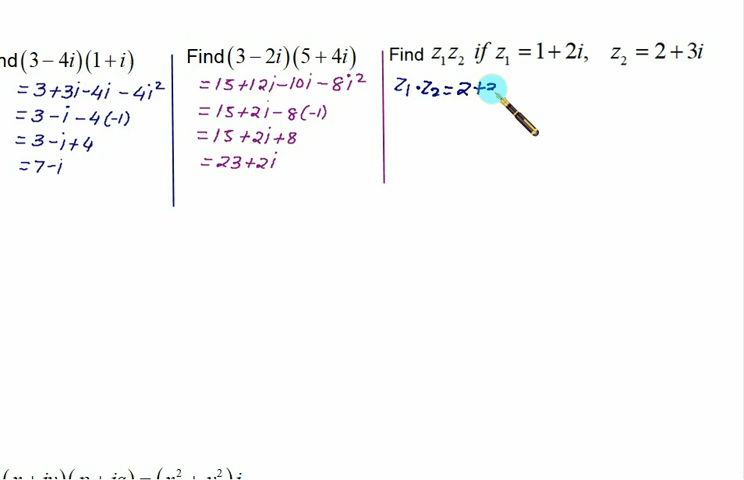 nd (3−4i)(1+i)
=3+3i−4i−4i²
=3−i−4(−1)
=3−i+4
=7−i
Find (3−2i)(5+4i)
=15+12i−10i−8i²
=15+2i−8(−1)
=15+2i+8
=23+2i
Find z₁z₂ if z₁ =1+2i, z₂ =2+3i
z₁·z₂=2+